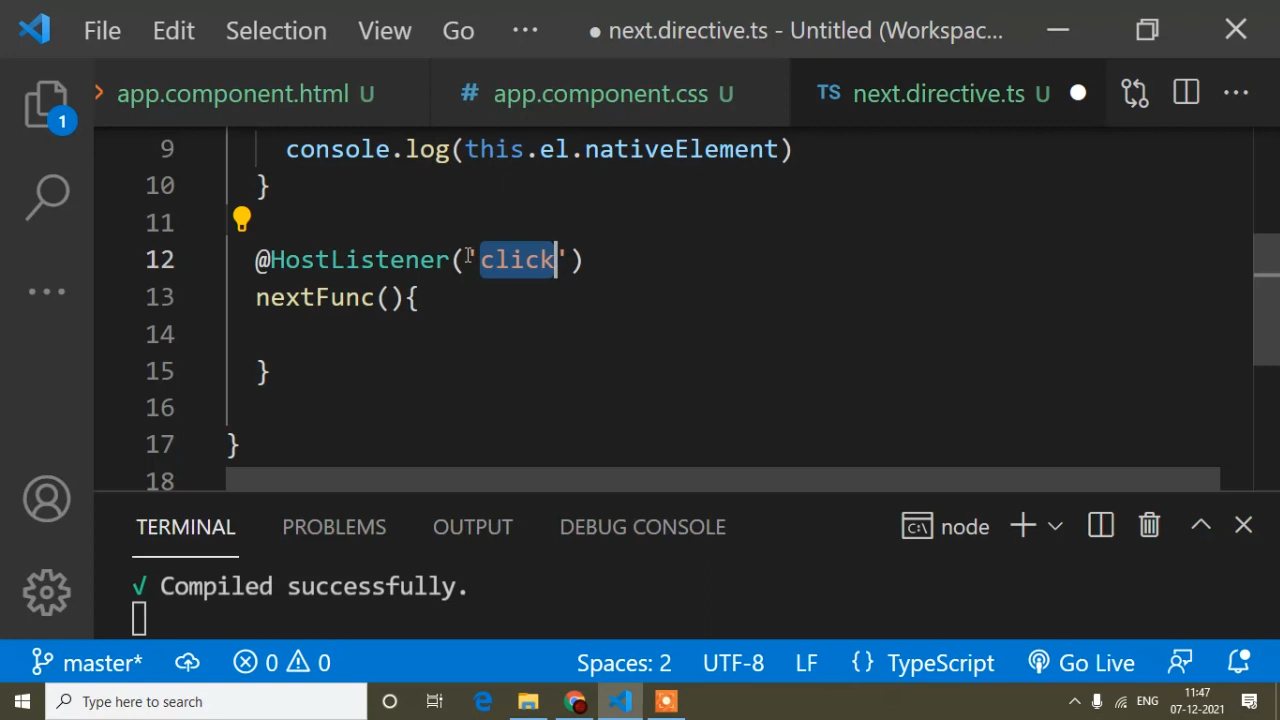 File Edit Selection View Go ··· ● next.directive.ts - Untitled (Workspac...
app.component.html U # app.component.css U TS next.directive.ts U ● ···
9 console.log(this.el.nativeElement)
10 }
11
12 @HostListener('click')
13 nextFunc(){
14
15 }
16
17 }
18
1
TERMINAL PROBLEMS OUTPUT DEBUG CONSOLE node
√ Compiled successfully.
master* 0 0 Spaces: 2 UTF-8 LF {} TypeScript Go Live
Type here to search ENG 11:47
07-12-2021